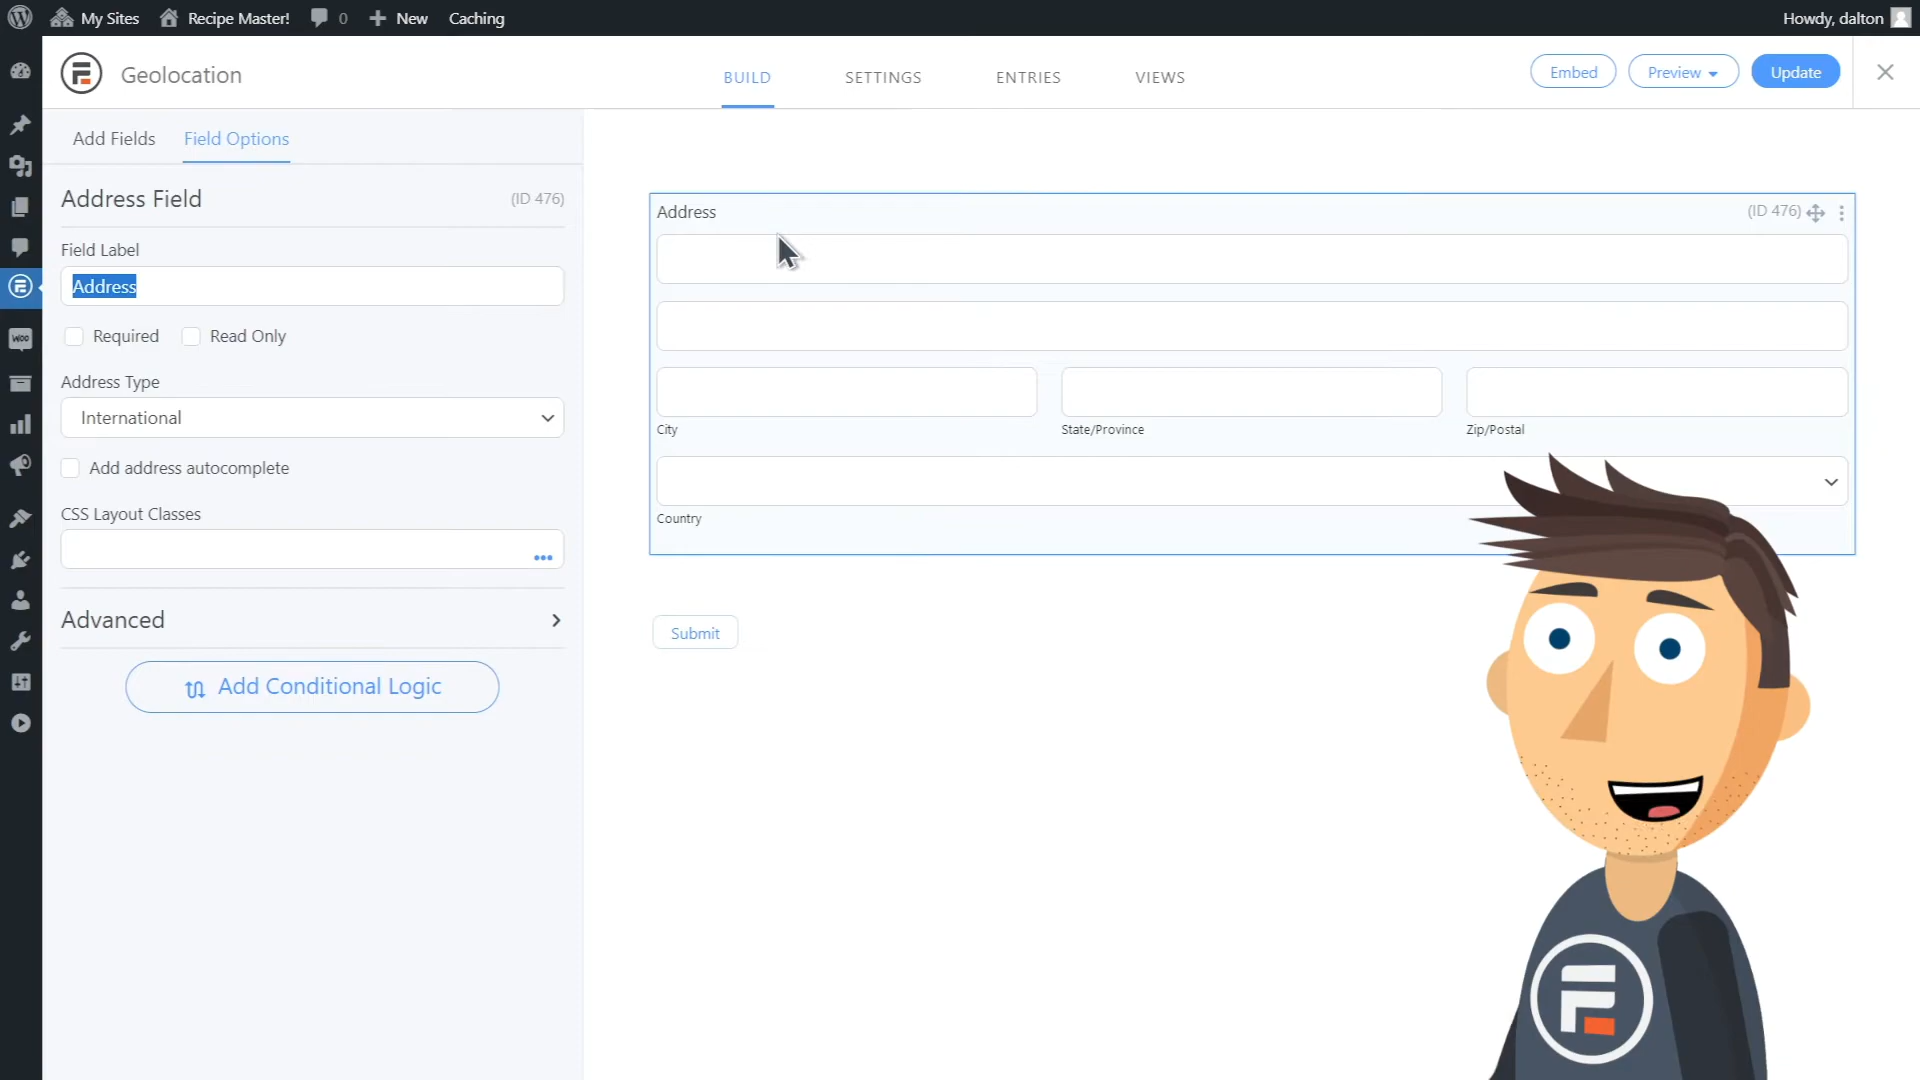 My Sites Recipe Master! 0 New Caching Howdy, dalton
Geolocation BUILD SETTINGS ENTRIES VIEWS Embed Preview Update
Add Fields Field Options
Address Field (ID 476)
Field Label
Address
Required Read Only
Address Type
International
Add address autocomplete
CSS Layout Classes
Advanced
Add Conditional Logic
Address (ID 476)
City State/Province Zip/Postal
Country
Submit
Woo